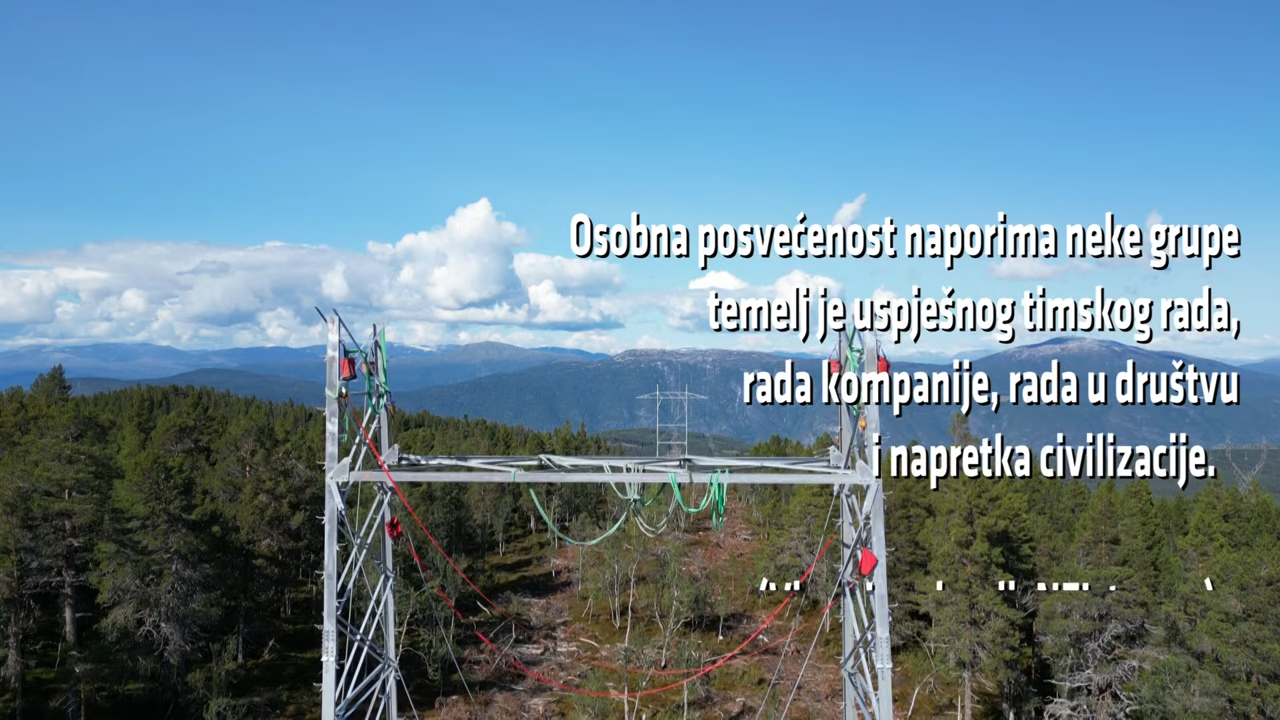 Osobna posvećenost naporima neke grupe
temelj je uspješnog timskog rada,
rada kompanije, rada u društvu
i napretka civilizacije.